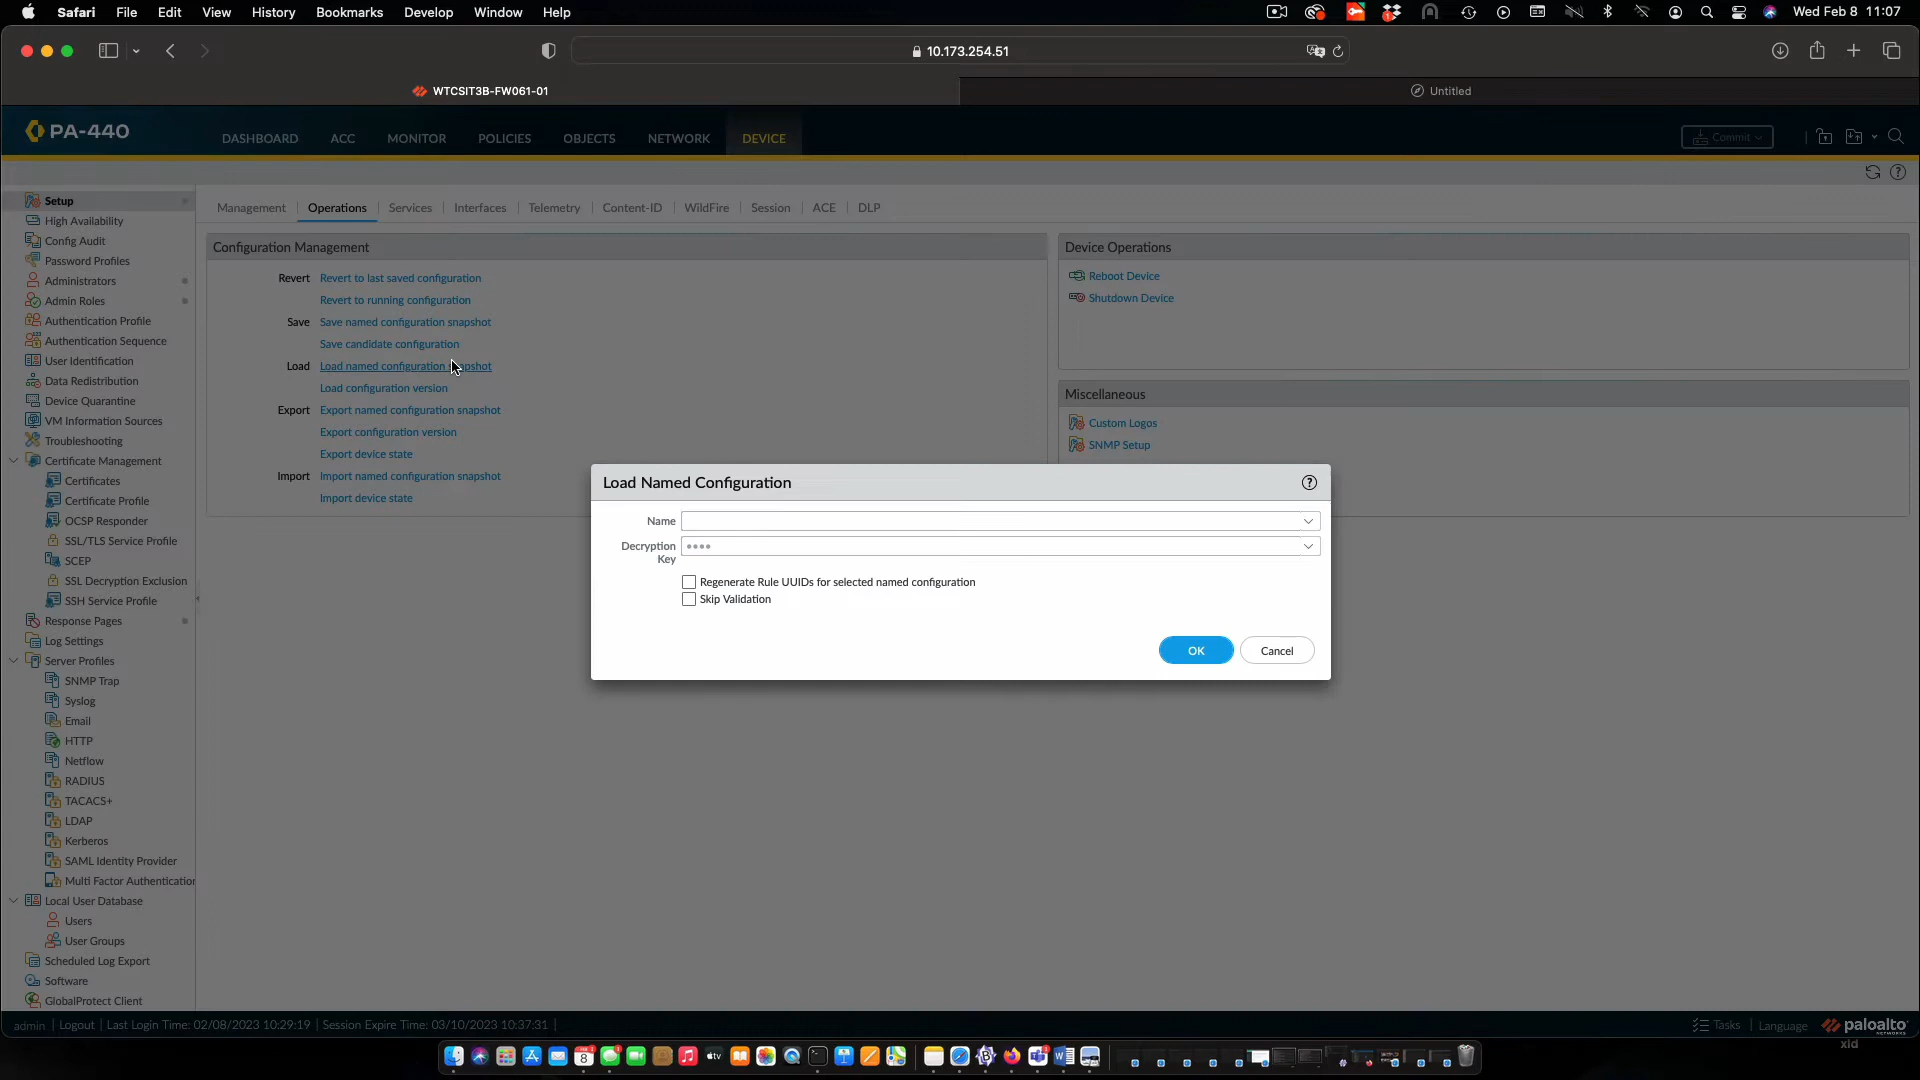 Safari File Edit View History Bookmarks Develop Window Help Wed Feb 8 11:07
10.173.254.51
WTCSIT3B-FW061-01 Untitled
PA-440 DASHBOARD ACC MONITOR POLICIES OBJECTS NETWORK DEVICE Commit
Setup
High Availability
Config Audit
Password Profiles
Administrators
Admin Roles
Authentication Profile
Authentication Sequence
User Identification
Data Redistribution
Device Quarantine
VM Information Sources
Troubleshooting
Certificate Management
Certificates
Certificate Profile
OCSP Responder
SSL/TLS Service Profile
SCEP
SSL Decryption Exclusion
SSH Service Profile
Response Pages
Log Settings
Server Profiles
SNMP Trap
Syslog
Email
HTTP
Netflow
RADIUS
TACACS+
LDAP
Kerberos
SAML Identity Provider
Multi Factor Authentication
Local User Database
Users
User Groups
Scheduled Log Export
Software
GlobalProtect Client
Management Operations Services Interfaces Telemetry Content-ID WildFire Session ACE DLP
Configuration Management
Revert Revert to last saved configuration
Revert to running configuration
Save Save named configuration snapshot
Save candidate configuration
Load Load named configuration snapshot
Load configuration version
Export Export named configuration snapshot
Export configuration version
Export device state
Import Import named configuration snapshot
Import device state
Device Operations
Reboot Device
Shutdown Device
Miscellaneous
Custom Logos
SNMP Setup
Load Named Configuration
Name
Decryption
Key
Regenerate Rule UUIDs for selected named configuration
Skip Validation
OK Cancel
admin | Logout | Last Login Time: 02/08/2023 10:29:19 | Session Expire Time: 03/10/2023 10:37:31 |
Tasks | Language paloalto